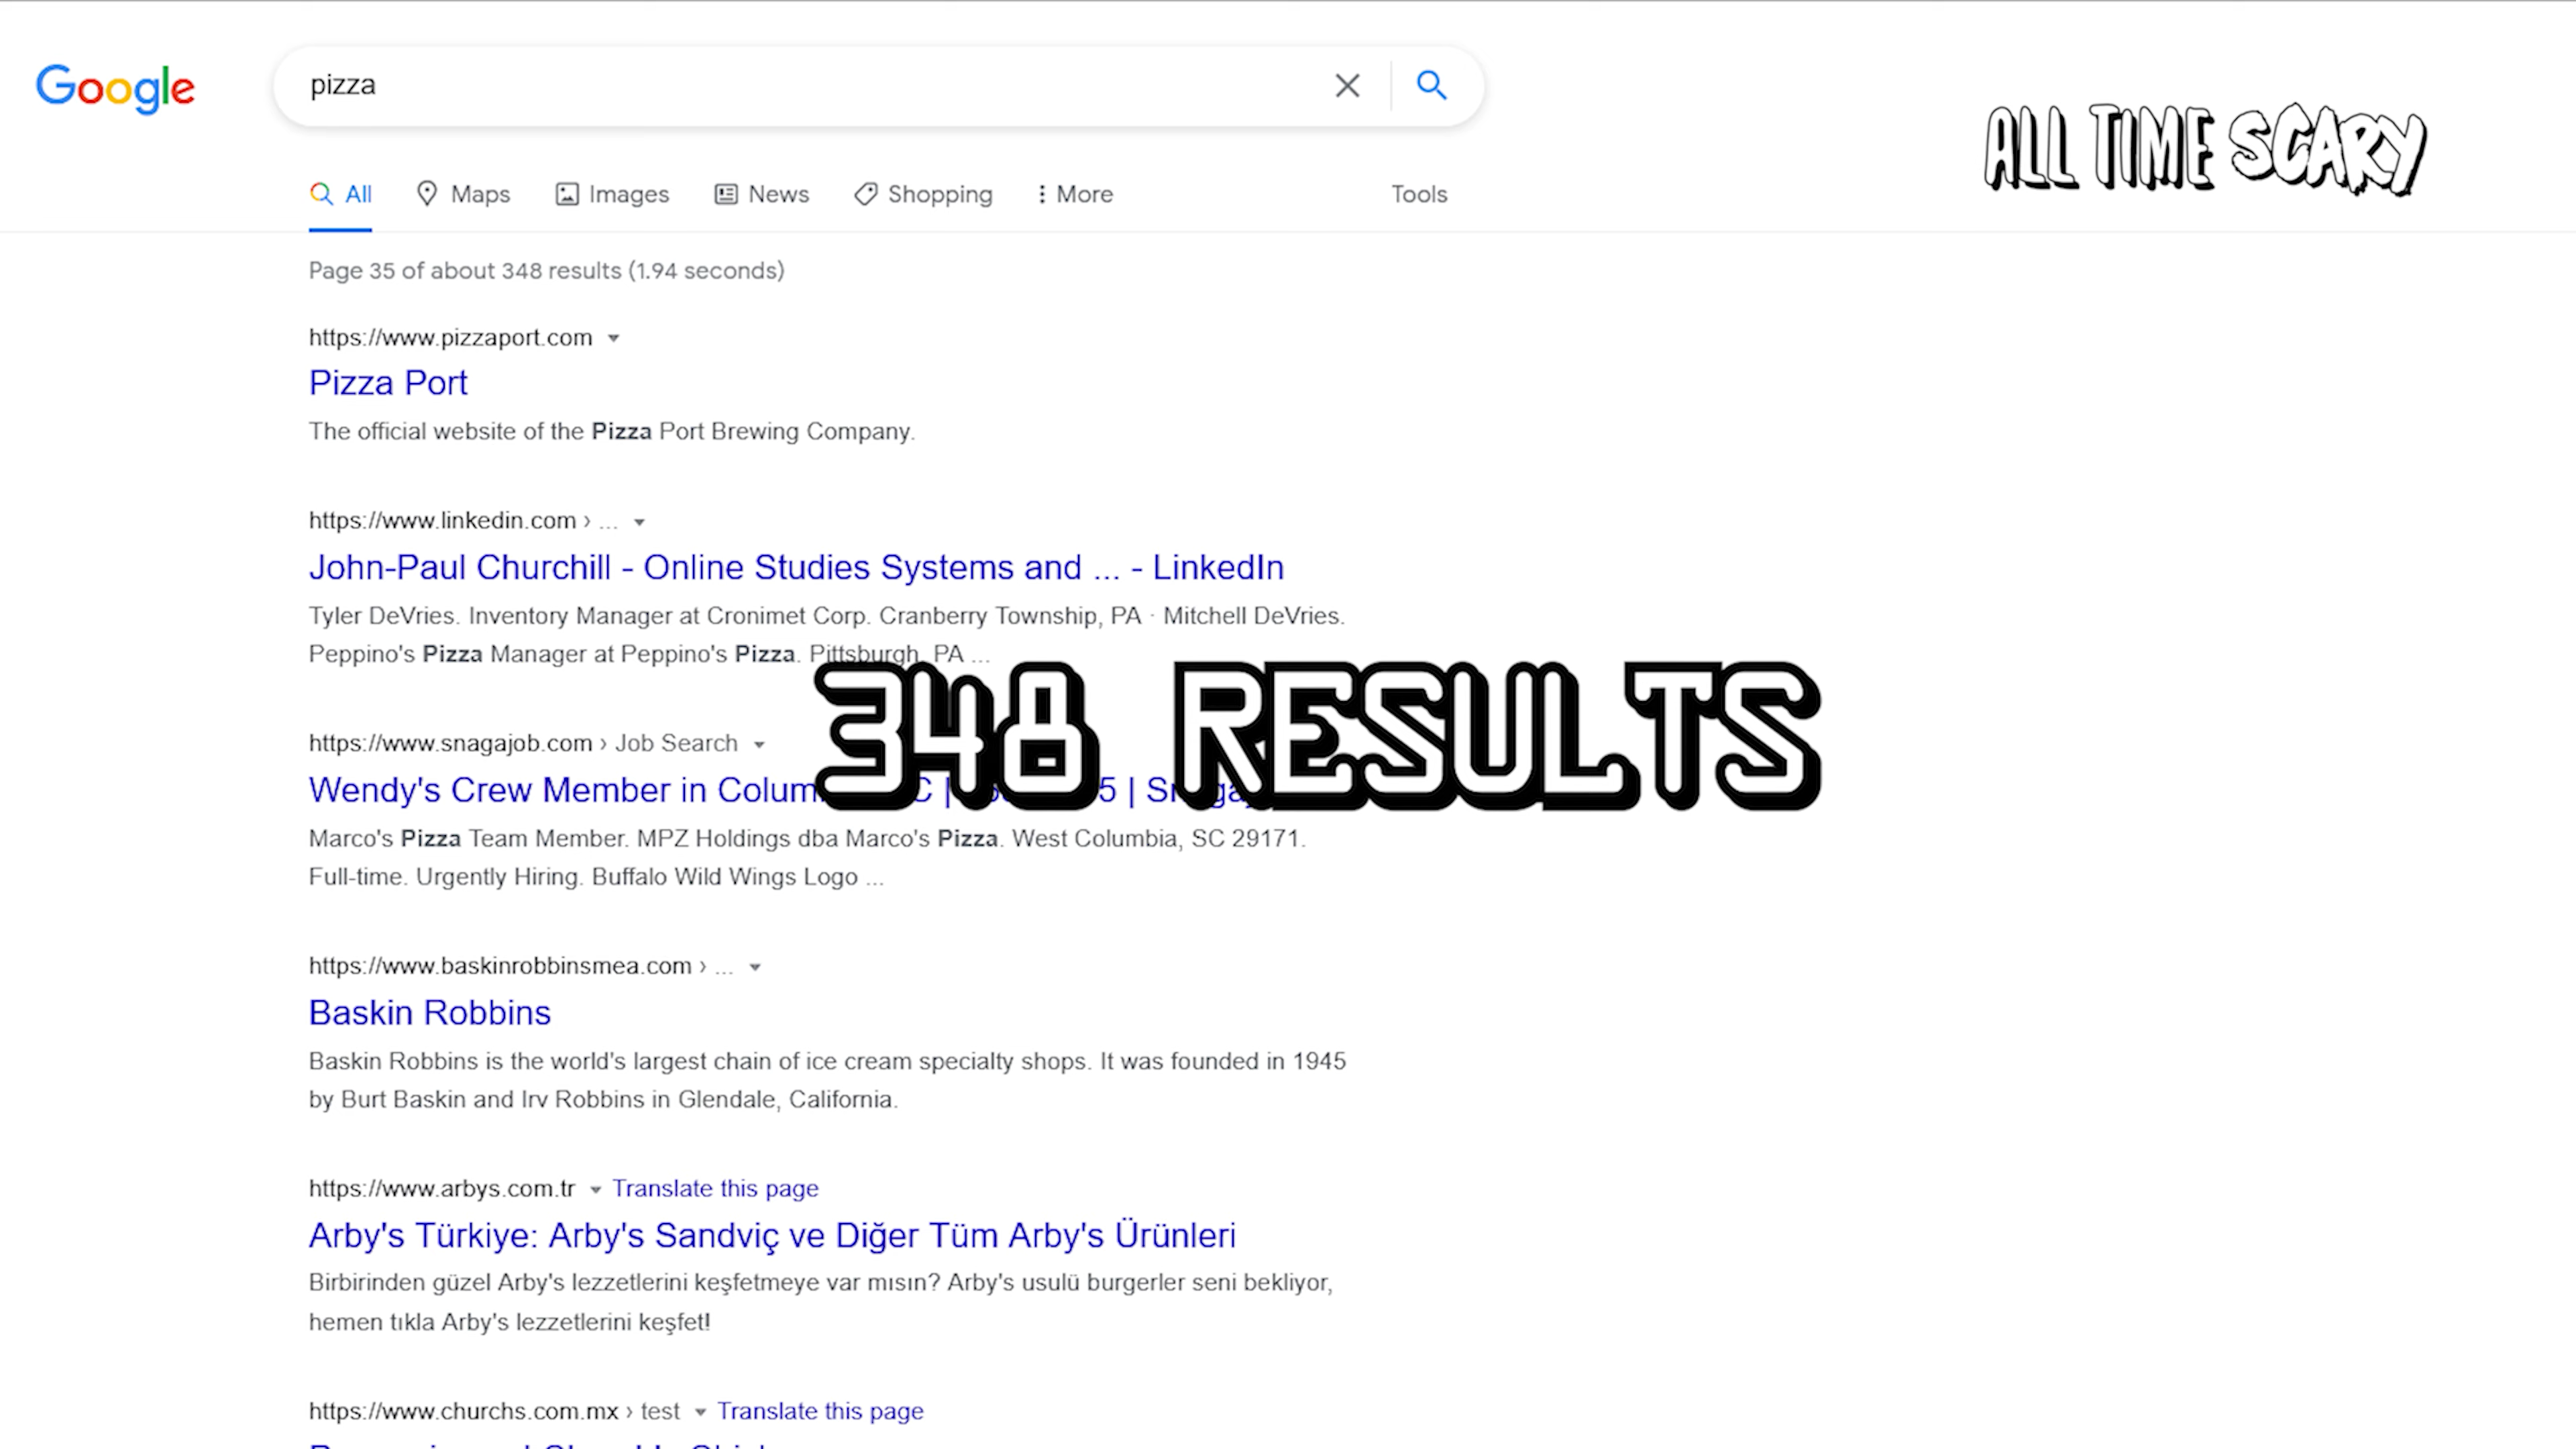 Google
pizza
ALL TIME SCARY
All Maps Images News Shopping More Tools
Page 35 of about 348 results (1.94 seconds)
https://www.pizzaport.com
Pizza Port
The official website of the Pizza Port Brewing Company.
https://www.linkedin.com › ...
John-Paul Churchill - Online Studies Systems and ... - LinkedIn
Tyler DeVries. Inventory Manager at Cronimet Corp. Cranberry Township, PA · Mitchell DeVries.
Peppino's Pizza Manager at Peppino's Pizza. Pittsburgh, PA ...
348 RESULTS
https://www.snagajob.com › Job Search
Wendy's Crew Member in
Marco's Pizza Team Member. MPZ Holdings dba Marco's Pizza. West Columbia, SC 29171.
Full-time. Urgently Hiring. Buffalo Wild Wings Logo ...
https://www.baskinrobbinsmea.com › ...
Baskin Robbins
Baskin Robbins is the world's largest chain of ice cream specialty shops. It was founded in 1945
by Burt Baskin and Irv Robbins in Glendale, California.
https://www.arbys.com.tr Translate this page
Arby's Türkiye: Arby's Sandviç ve Diğer Tüm Arby's Ürünleri
Birbirinden güzel Arby's lezzetlerini keşfetmeye var mısın? Arby's usulü burgerler seni bekliyor,
hemen tıkla Arby's lezzetlerini keşfet!
https://www.churchs.com.mx › test Translate this page